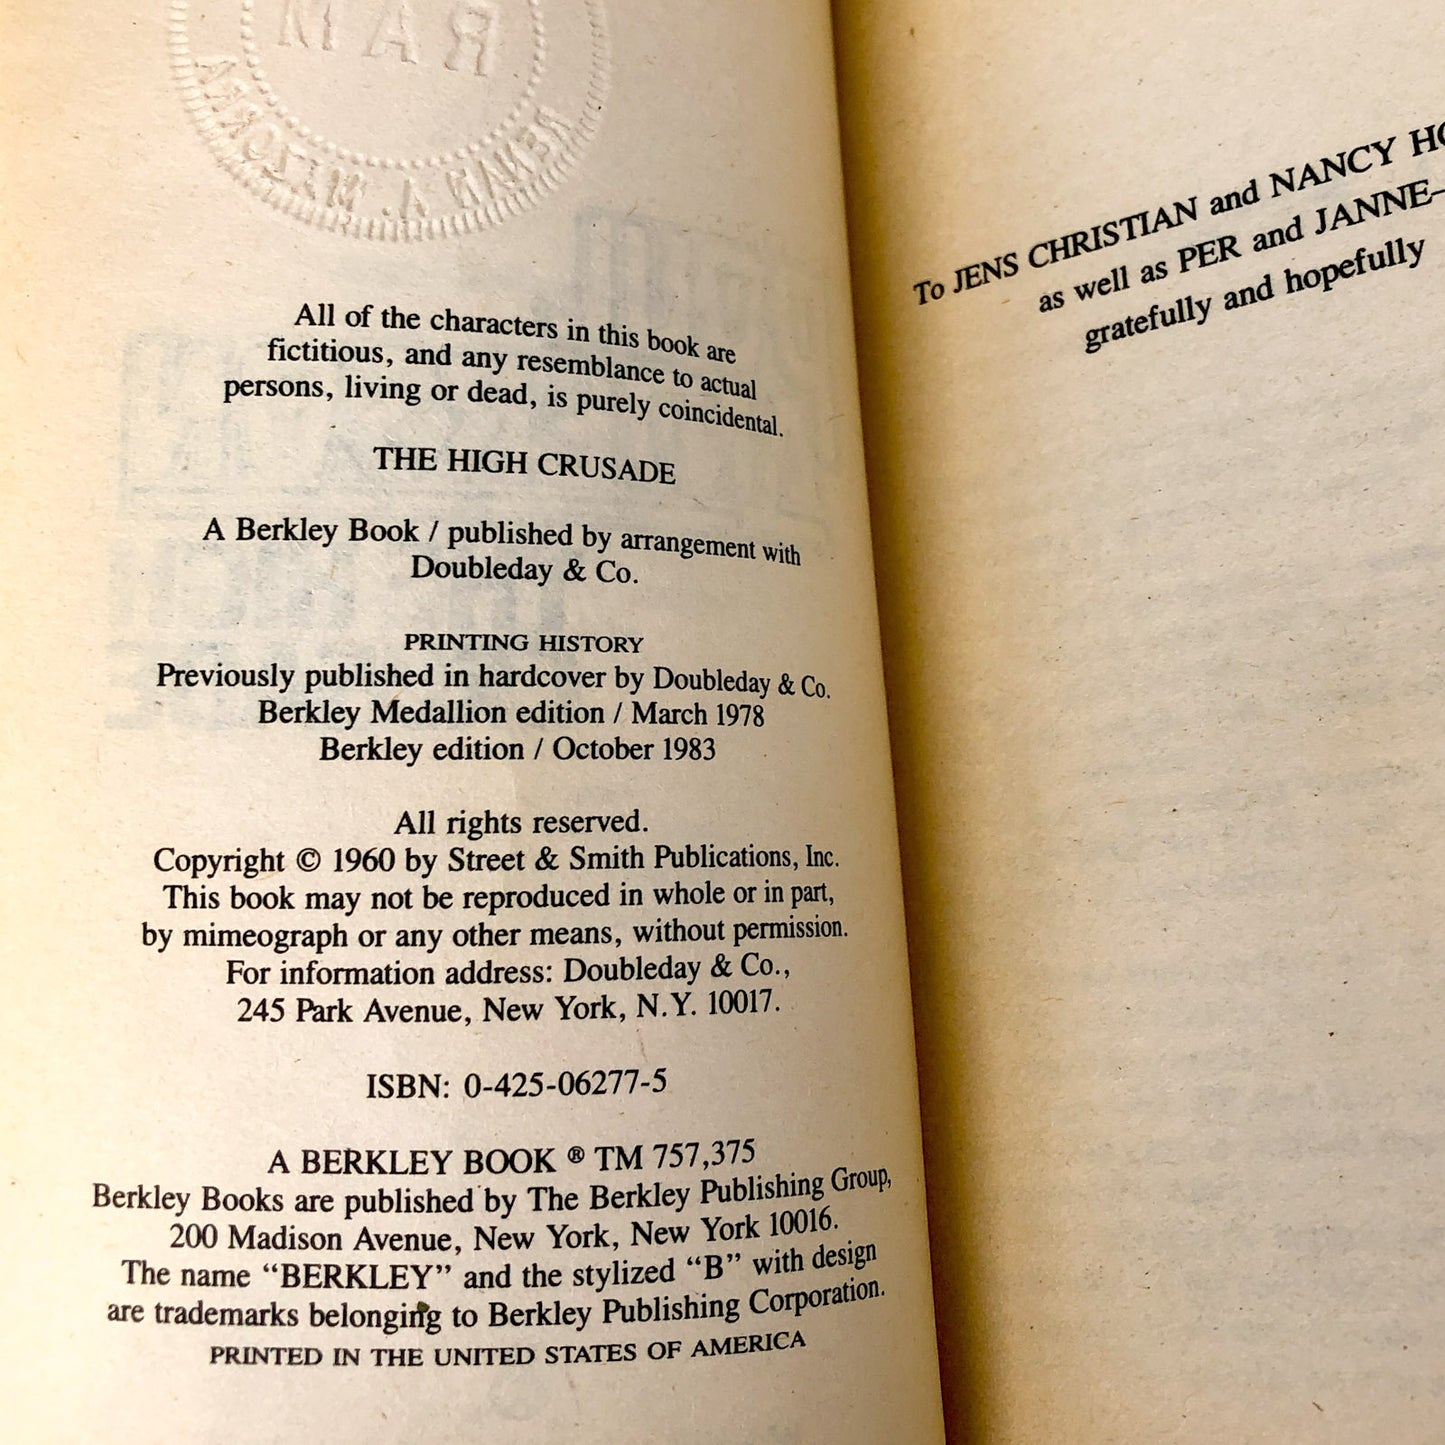 RAM
RENAN A. MIZORKA
All of the characters in this book are
fictitious, and any resemblance to actual
persons, living or dead, is purely coincidental.
THE HIGH CRUSADE
A Berkley Book / published by arrangement with
Doubleday & Co.
PRINTING HISTORY
Previously published in hardcover by Doubleday & Co.
Berkley Medallion edition / March 1978
Berkley edition / October 1983
All rights reserved.
Copyright © 1960 by Street & Smith Publications, Inc.
This book may not be reproduced in whole or in part,
by mimeograph or any other means, without permission.
For information address: Doubleday & Co.,
245 Park Avenue, New York, N.Y. 10017.
ISBN: 0-425-06277-5
A BERKLEY BOOK ® TM 757,375
Berkley Books are published by The Berkley Publishing Group,
200 Madison Avenue, New York, New York 10016.
The name “BERKLEY” and the stylized “B” with design
are trademarks belonging to Berkley Publishing Corporation.
PRINTED IN THE UNITED STATES OF AMERICA
To JENS CHRISTIAN and NANCY HO
as well as PER and JANNE—
gratefully and hopefully